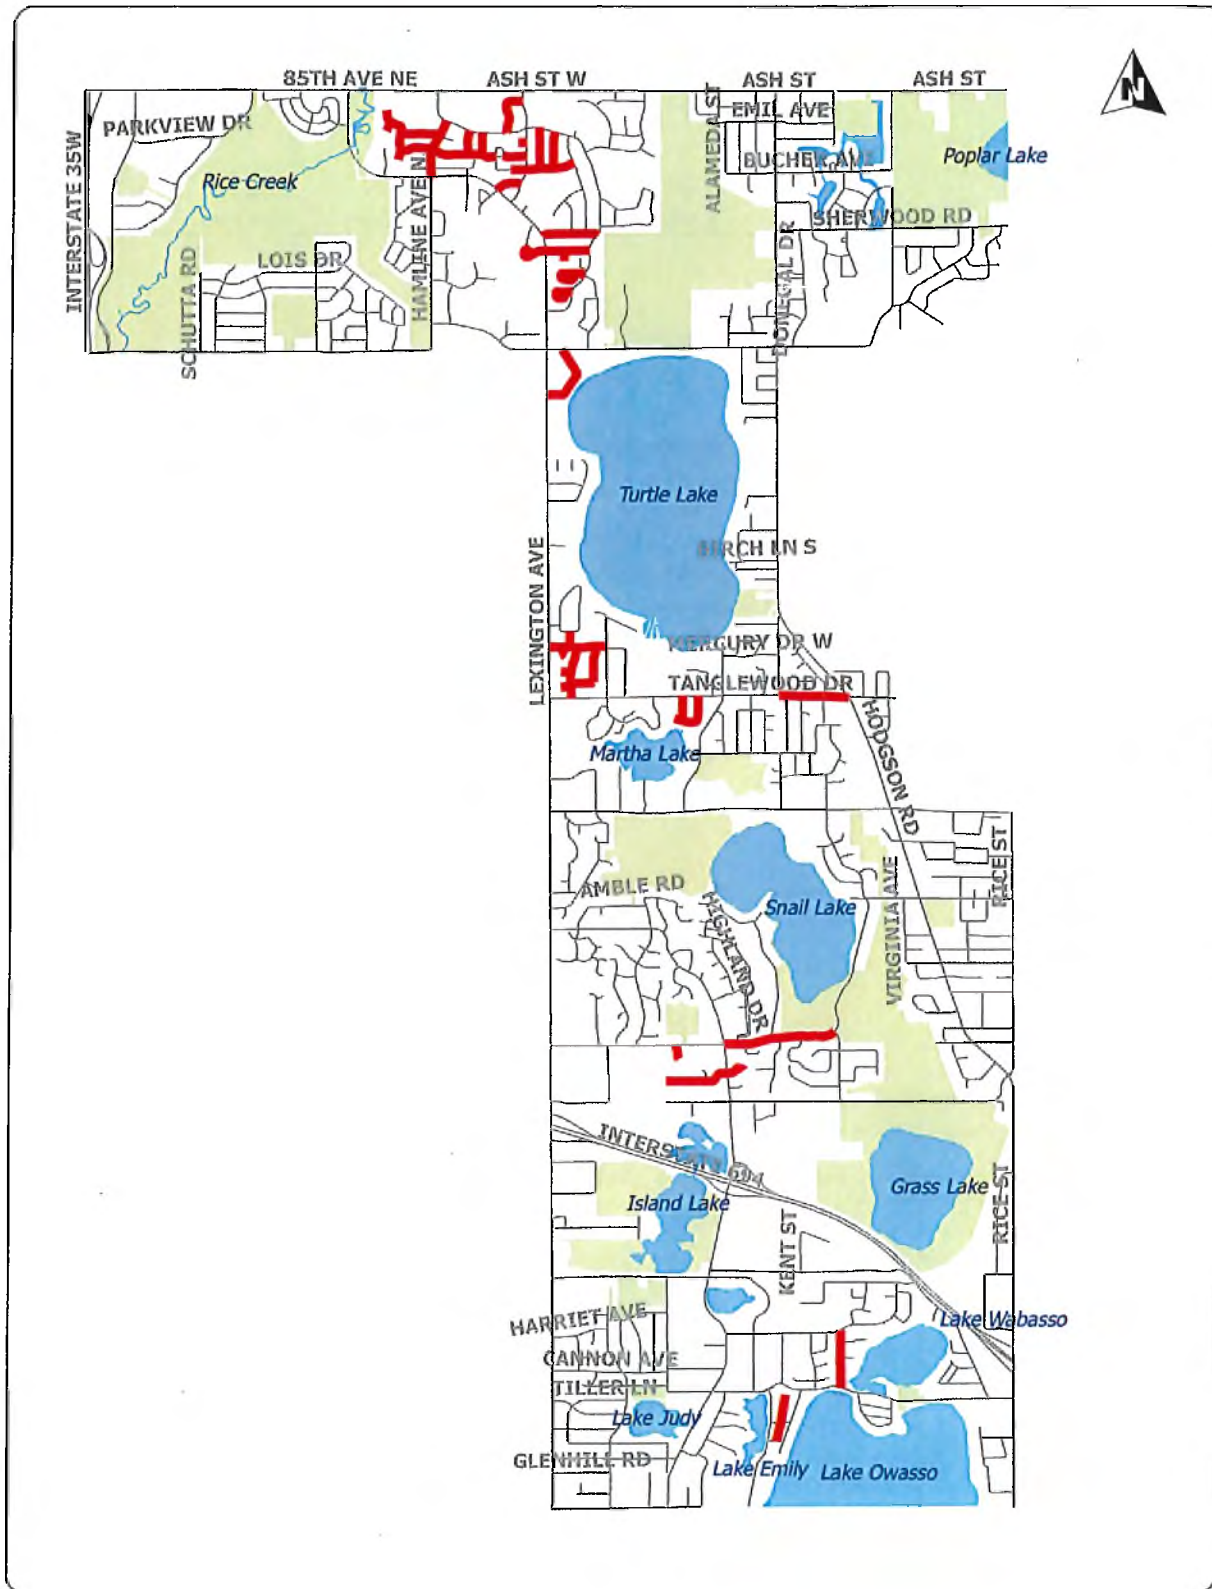 85TH AVE NE
ASH ST W
ASH ST
ASH ST
N
PARKVIEW DR
EMIL AVE
ALAMEDA ST
BUCHER AVE
Poplar Lake
Rice Creek
INTERSTATE 35W
HAMLINE AVE N
SHERWOOD RD
LOIS DR
SCHUTTA RD
DONEGAL DR
Turtle Lake
BIRCH LN S
LEXINGTON AVE
MERCURY DR W
TANGLEWOOD DR
HODGSON RD
Martha Lake
RICE ST
AMBLE RD
HIGHLAND DR
Snail Lake
VIRGINIA AVE
INTERSTATE 694
Grass Lake
Island Lake
RICE ST
KENT ST
HARRIET AVE
Lake Wabasso
CANNON AVE
TILLER LN
Lake Judy
GLENHILL RD
Lake Emily
Lake Owasso